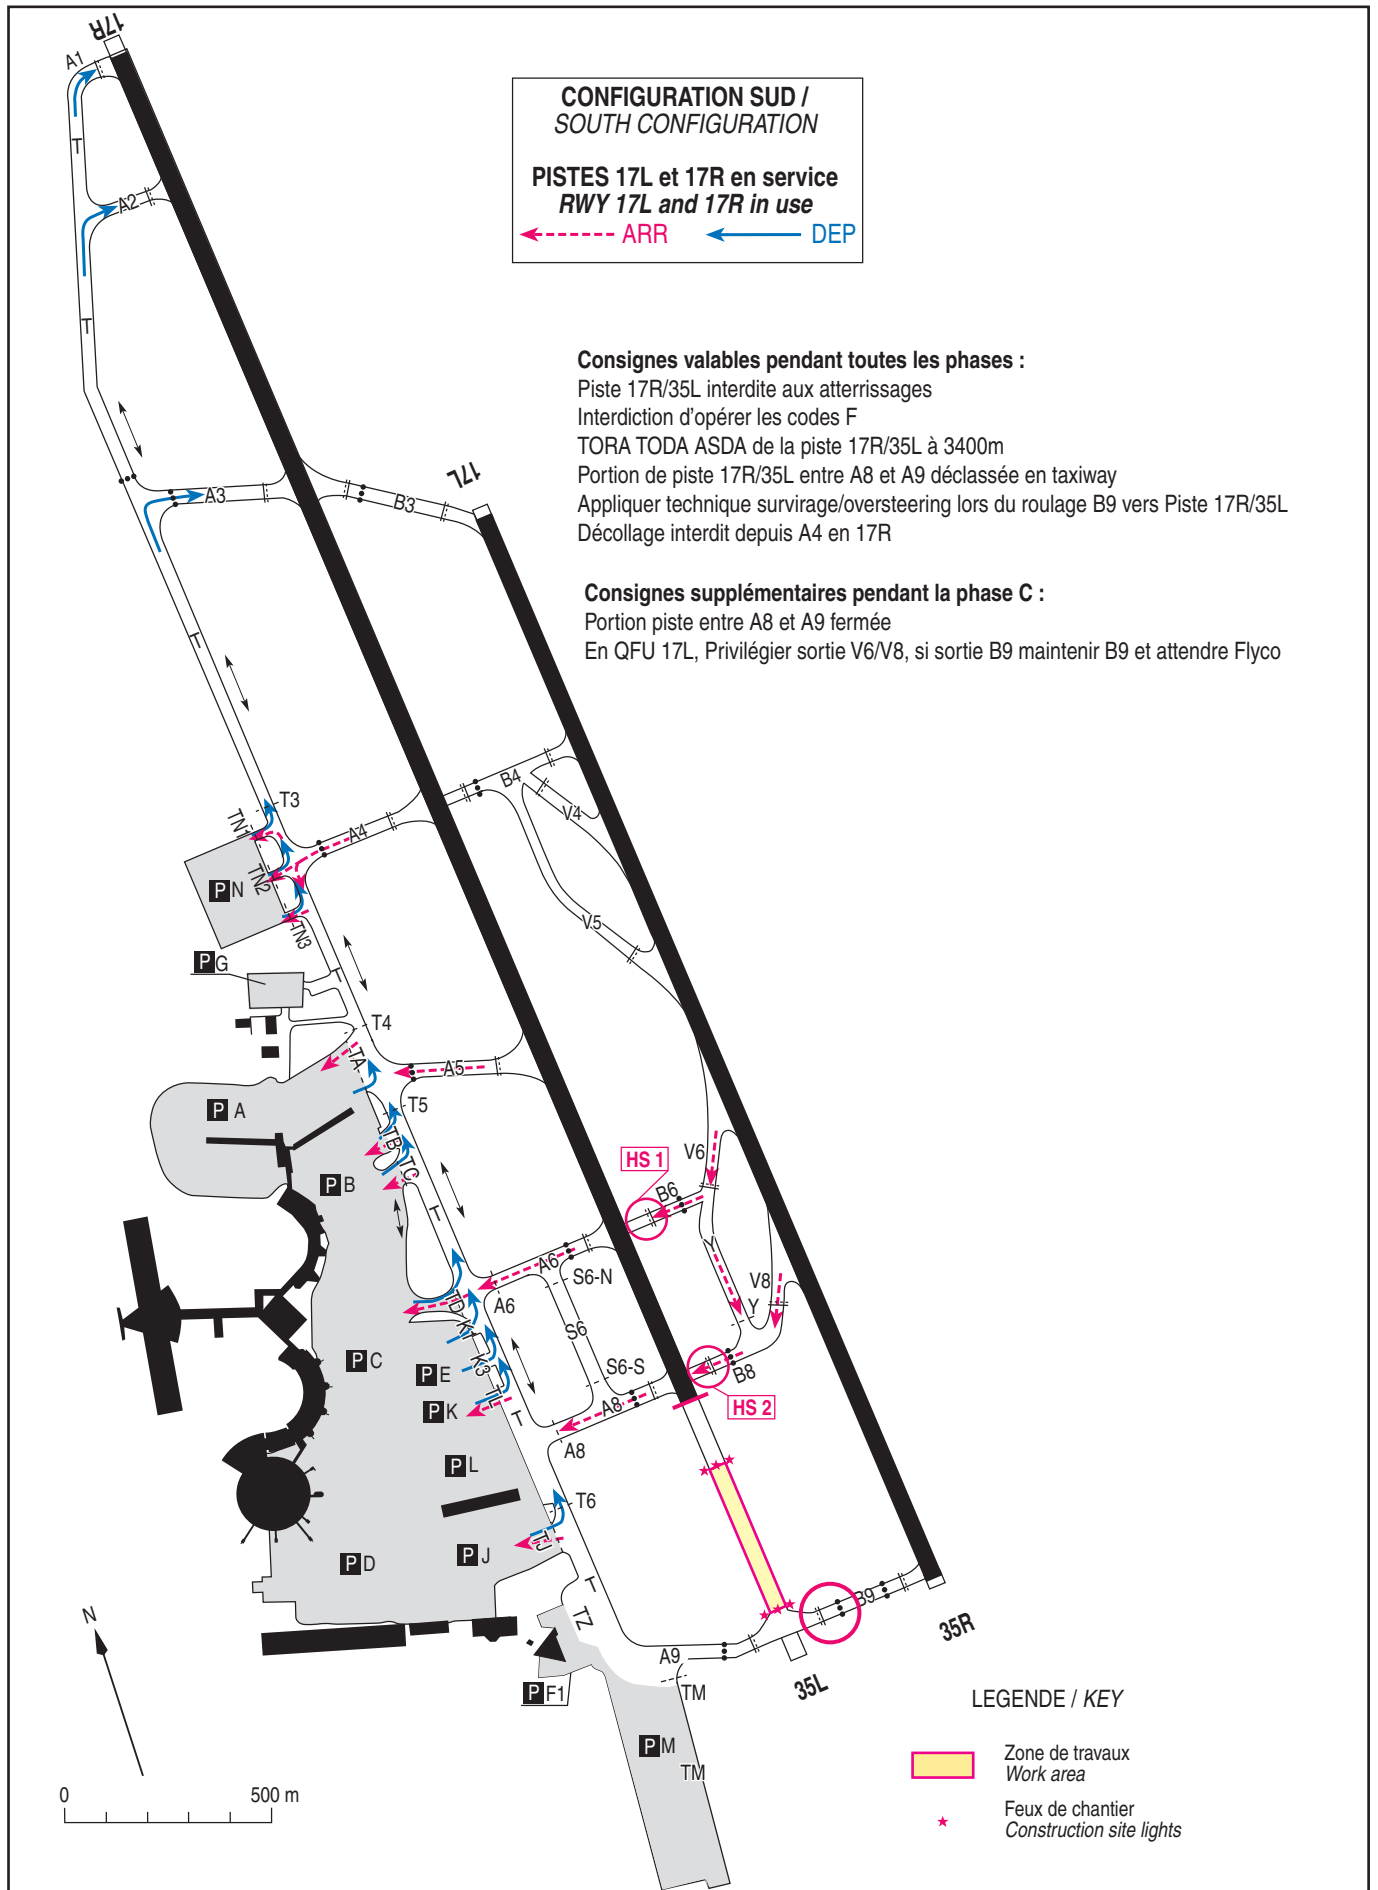 17R
A1
CONFIGURATION SUD /
SOUTH CONFIGURATION
PISTES 17L et 17R en service
RWY 17L and 17R in use
ARR
DEP
T
A2
T
Consignes valables pendant toutes les phases :
Piste 17R/35L interdite aux atterrissages
Interdiction d'opérer les codes F
TORA TODA ASDA de la piste 17R/35L à 3400m
Portion de piste 17R/35L entre A8 et A9 déclassée en taxiway
Appliquer technique survirage/oversteering lors du roulage B9 vers Piste 17R/35L
Décollage interdit depuis A4 en 17R
17L
A3
B3
Consignes supplémentaires pendant la phase C :
Portion piste entre A8 et A9 fermée
En QFU 17L, Privilégier sortie V6/V8, si sortie B9 maintenir B9 et attendre Flyco
T
B4
T3
V4
TN1
A4
TN2
P N
V5
TN3
P G
T
T4
TA
A5
T5
P A
TB
V6
HS 1
TC
P B
B6
T
Y
A6
S6-N
V8
TD
A6
Y
K1
S6
P C
K3
S6-S
P E
B8
TL
P K
T
A8
HS 2
A8
P L
T6
TJ
P J
P D
T
B9
TZ
N
35R
A9
35L
P F1
TM
LEGENDE / KEY
P M
Zone de travaux
Work area
TM
0
500 m
Feux de chantier
Construction site lights